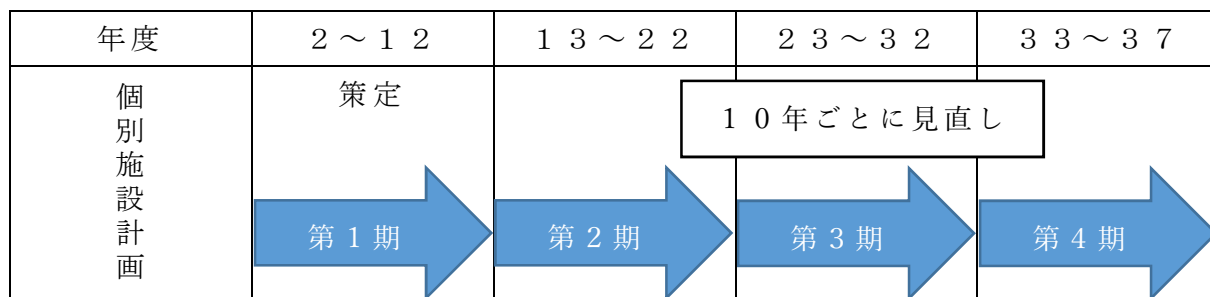 年度
２～１２
１３～２２
２３～３２
３３～３７
個別施設計画
策定
１０年ごとに見直し
第１期
第２期
第３期
第４期